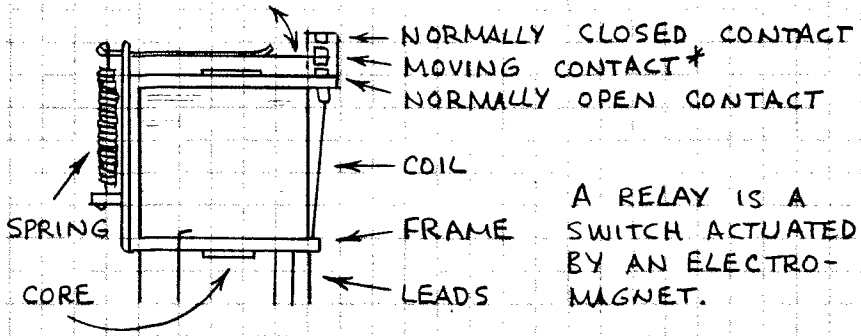 NORMALLY CLOSED CONTACT
MOVING CONTACT*
NORMALLY OPEN CONTACT
COIL
SPRING
FRAME
CORE
LEADS
A RELAY IS A
SWITCH ACTUATED
BY AN ELECTRO-
MAGNET.